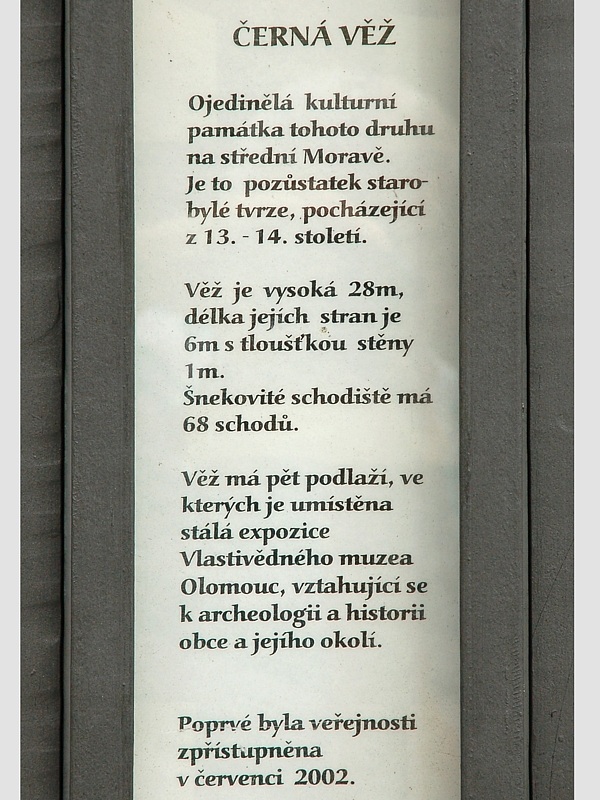 ČERNÁ VĚŽ
Ojedinělá kulturní
památka tohoto druhu
na střední Moravě.
Je to pozůstatek staro-
bylé tvrze, pocházející
z 13. - 14. století.
Věž je vysoká 28m,
délka jejích stran je
6m s tloušťkou stěny
1m.
Šnekovité schodiště má
68 schodů.
Věž má pět podlaží, ve
kterých je umístěna
stálá expozice
Vlastivědného muzea
Olomouc, vztahující se
k archeologii a historii
obce a jejího okolí.
Poprvé byla veřejnosti
zpřístupněna
v červenci 2002.